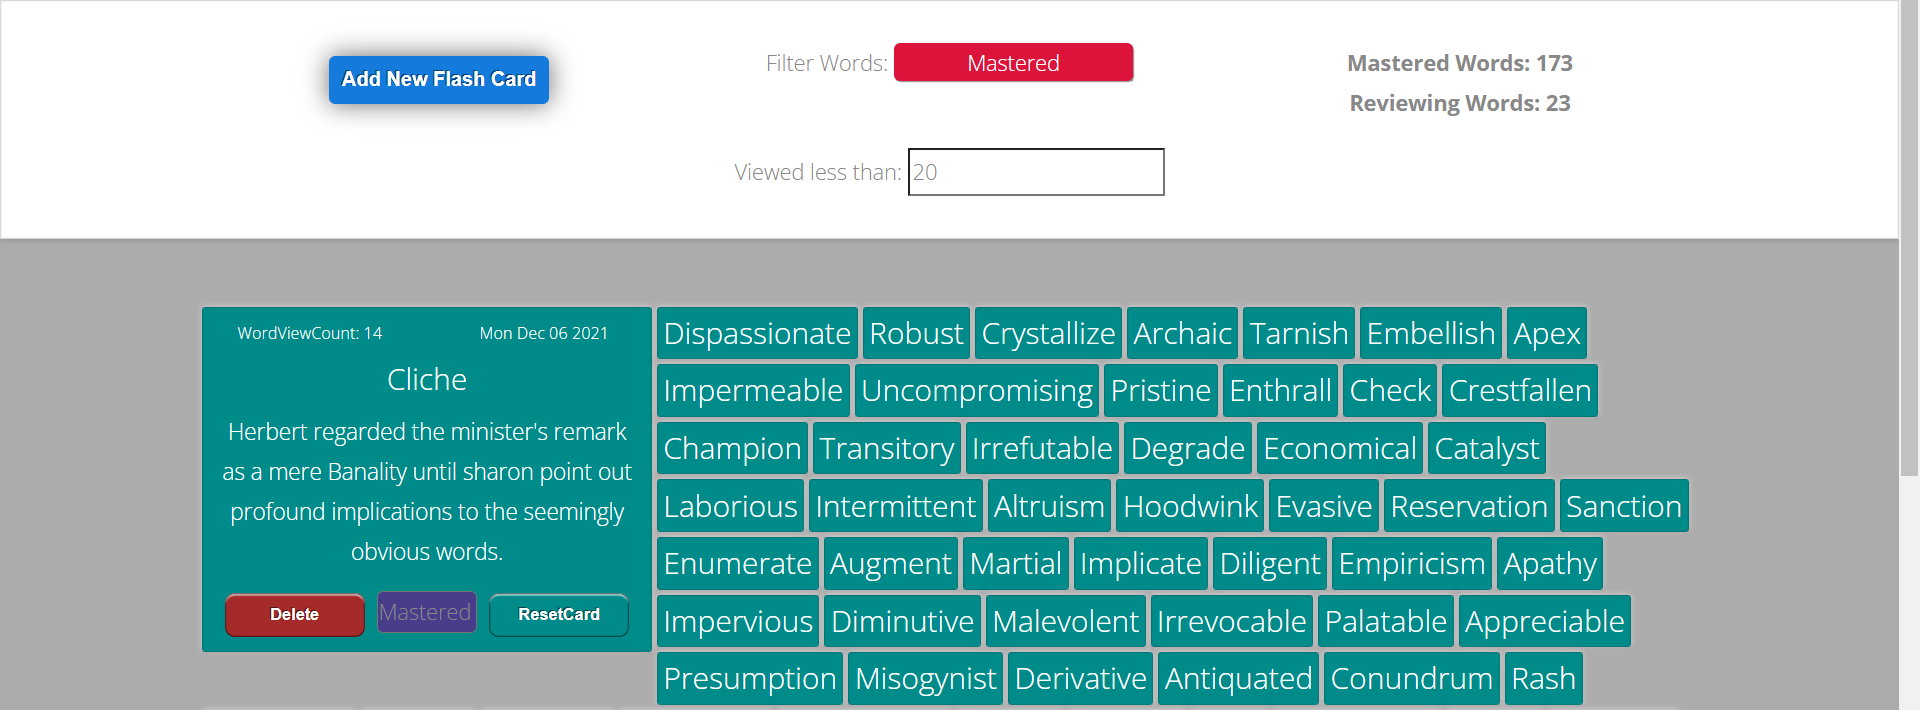 Add New Flash Card
Filter Words: Mastered
Mastered Words: 173
Reviewing Words: 23
Viewed less than: 20
WordViewCount: 14 Mon Dec 06 2021
Cliche
Herbert regarded the minister's remark
as a mere Banality until sharon point out
profound implications to the seemingly
obvious words.
Delete Mastered ResetCard
Dispassionate Robust Crystallize Archaic Tarnish Embellish Apex
Impermeable Uncompromising Pristine Enthrall Check Crestfallen
Champion Transitory Irrefutable Degrade Economical Catalyst
Laborious Intermittent Altruism Hoodwink Evasive Reservation Sanction
Enumerate Augment Martial Implicate Diligent Empiricism Apathy
Impervious Diminutive Malevolent Irrevocable Palatable Appreciable
Presumption Misogynist Derivative Antiquated Conundrum Rash